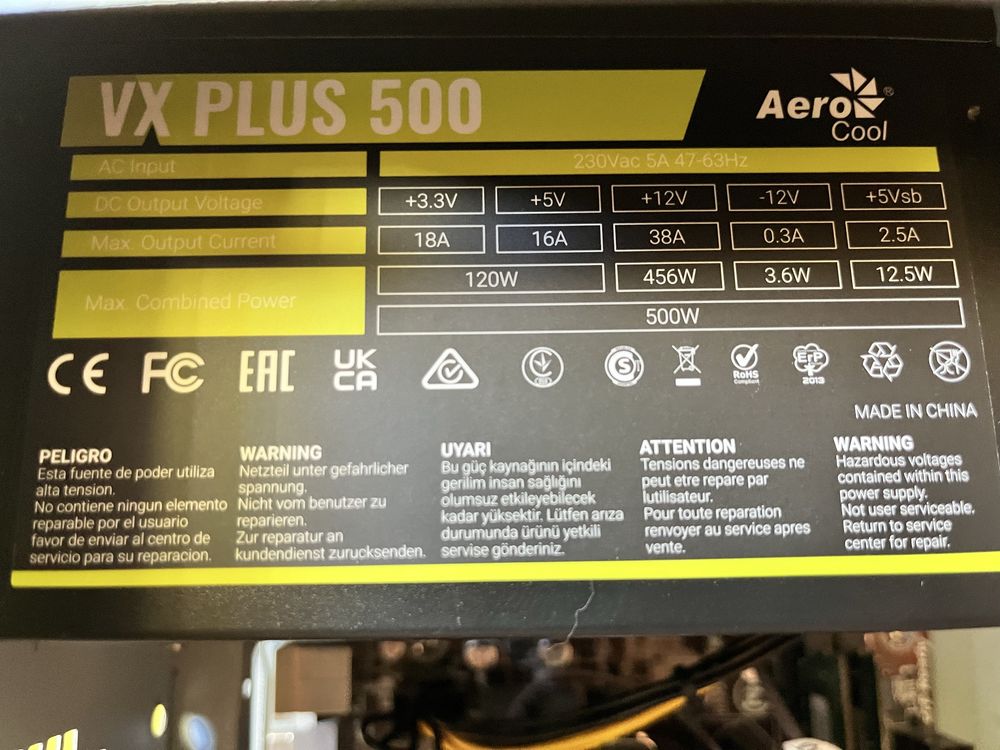 VX PLUS 500
Aero
Cool
®
AC Input 230Vac 5A 47-63Hz
DC Output Voltage +3.3V +5V +12V -12V +5Vsb
Max. Output Current 18A 16A 38A 0.3A 2.5A
Max. Combined Power 120W 456W 3.6W 12.5W
500W
CE FC EAC UK
CA
S
RoHS
Compliant
ErP
2013
MADE IN CHINA
PELIGRO
Esta fuente de poder utiliza
alta tension.
No contiene ningun elemento
reparable por el usuario
favor de enviar al centro de
servicio para su reparacion.
WARNING
Netzteil unter gefahrlicher
spannung.
Nicht vom benutzer zu
reparieren.
Zur reparatur an
kundendienst zurucksenden.
UYARI
Bu güç kaynağının içindeki
gerilim insan sağlığını
olumsuz etkileyebilecek
kadar yüksektir. Lütfen arıza
durumunda ürünü yetkili
servise gönderiniz.
ATTENTION
Tensions dangereuses ne
peut etre repare par
lutilisateur.
Pour toute reparation
renvoyer au service apres
vente.
WARNING
Hazardous voltages
contained within this
power supply.
Not user serviceable.
Return to service
center for repair.